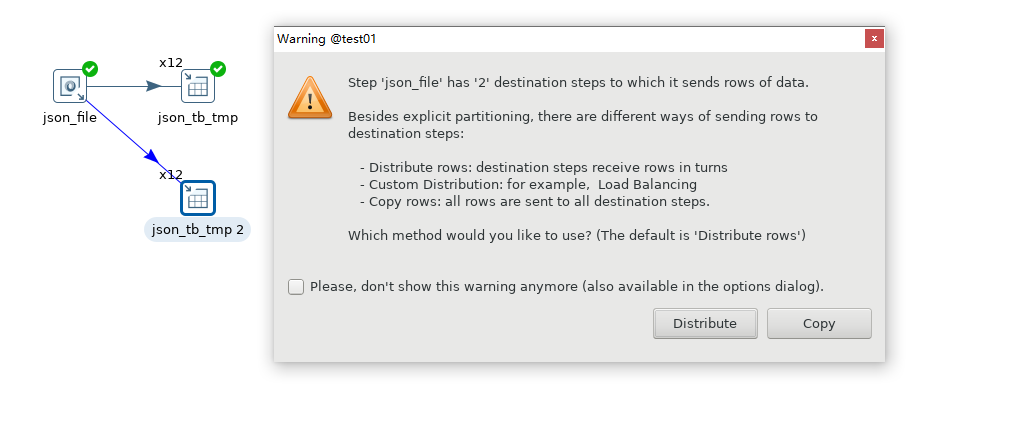 x12
json_file
json_tb_tmp
x12
json_tb_tmp 2
Warning @test01
x
Step 'json_file' has '2' destination steps to which it sends rows of data.
Besides explicit partitioning, there are different ways of sending rows to
destination steps:
- Distribute rows: destination steps receive rows in turns
- Custom Distribution: for example,  Load Balancing
- Copy rows: all rows are sent to all destination steps.
Which method would you like to use? (The default is 'Distribute rows')
Please, don't show this warning anymore (also available in the options dialog).
Distribute
Copy